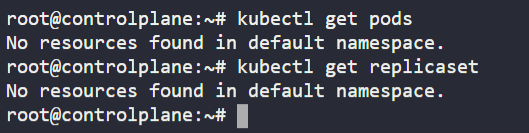 root@controlplane:~# kubectl get pods
No resources found in default namespace.
root@controlplane:~# kubectl get replicaset
No resources found in default namespace.
root@controlplane:~#